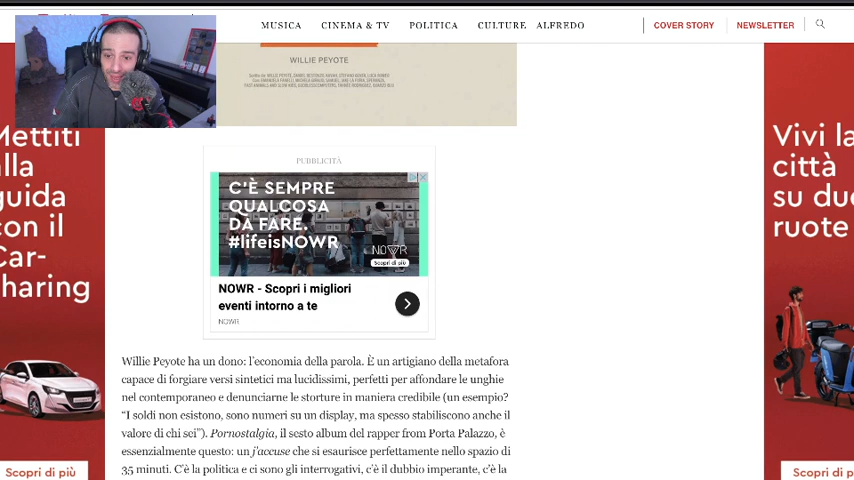 MUSICA CINEMA & TV POLITICA CULTURE ALFREDO COVER STORY NEWSLETTER
WILLIE PEYOTE
Mettiti
alla
guida
con il
Car-
sharing
Scopri di più
Vivi la
città
su due
ruote
Scopri di p
PUBBLICITÀ
C'È SEMPRE
QUALCOSA
DA FARE.
#lifeisNOWR
NOWR
Scopri di più
NOWR - Scopri i migliori
eventi intorno a te
NOWR
Willie Peyote ha un dono: l'economia della parola. È un artigiano della metafora
capace di forgiare versi sintetici ma lucidissimi, perfetti per affondare le unghie
nel contemporaneo e denunciarne le storture in maniera credibile (un esempio?
“I soldi non esistono, sono numeri su un display, ma spesso stabiliscono anche il
valore di chi sei”). Pornostalgia, il sesto album del rapper from Porta Palazzo, è
essenzialmente questo: un j'accuse che si esaurisce perfettamente nello spazio di
35 minuti. C'è la politica e ci sono gli interrogativi, c'è il dubbio imperante, c'è la